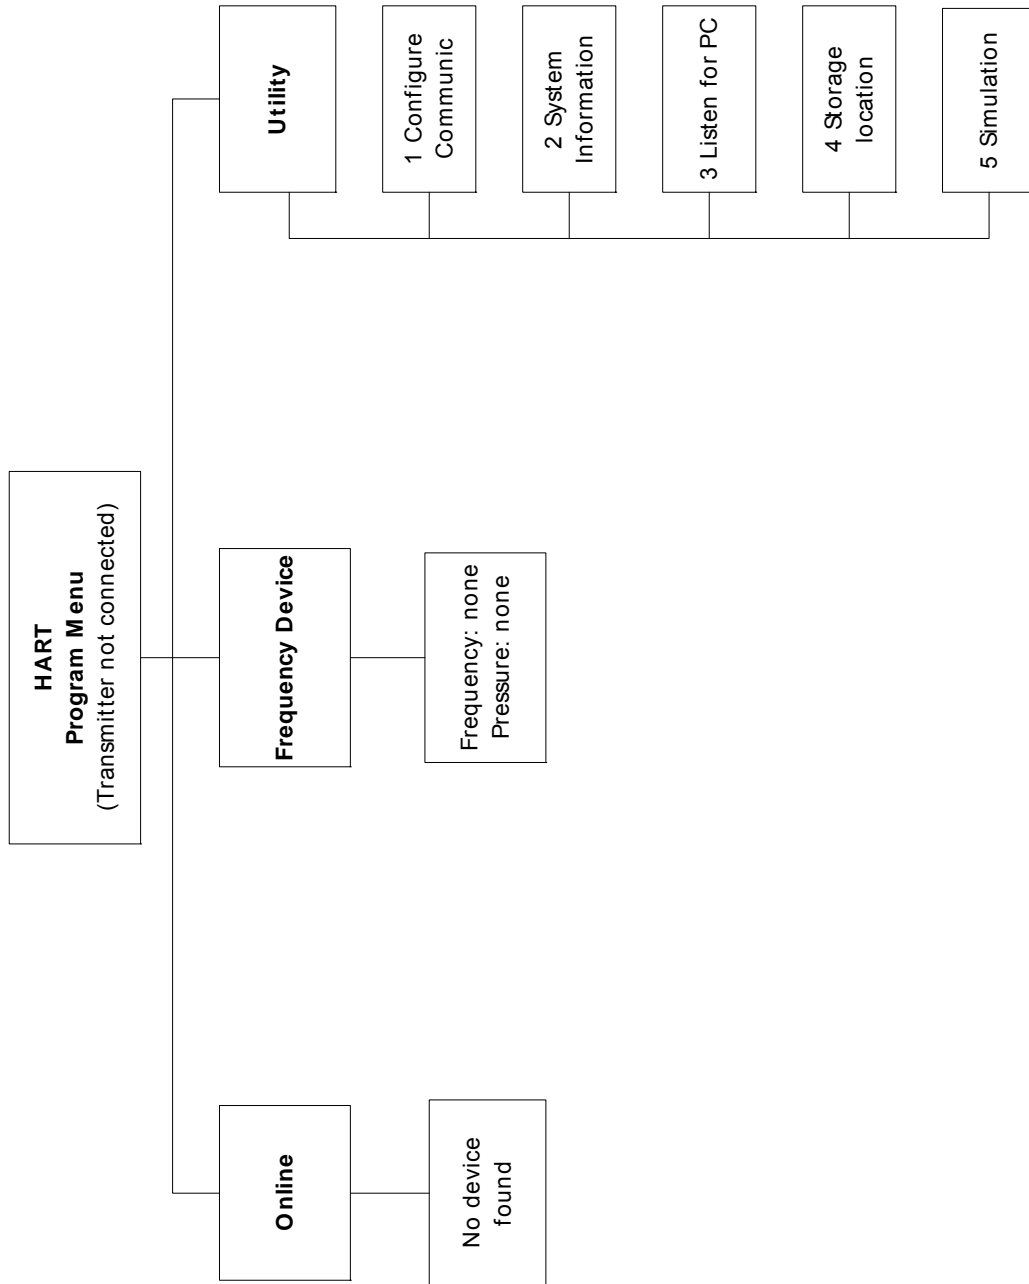 HART
Program Menu
(Transmitter not connected)
Online
No device
found
Frequency Device
Frequency: none
Pressure: none
Utility
1 Configure
Communic
2 System
Information
3 Listen for PC
4 Storage
location
5 Simulation